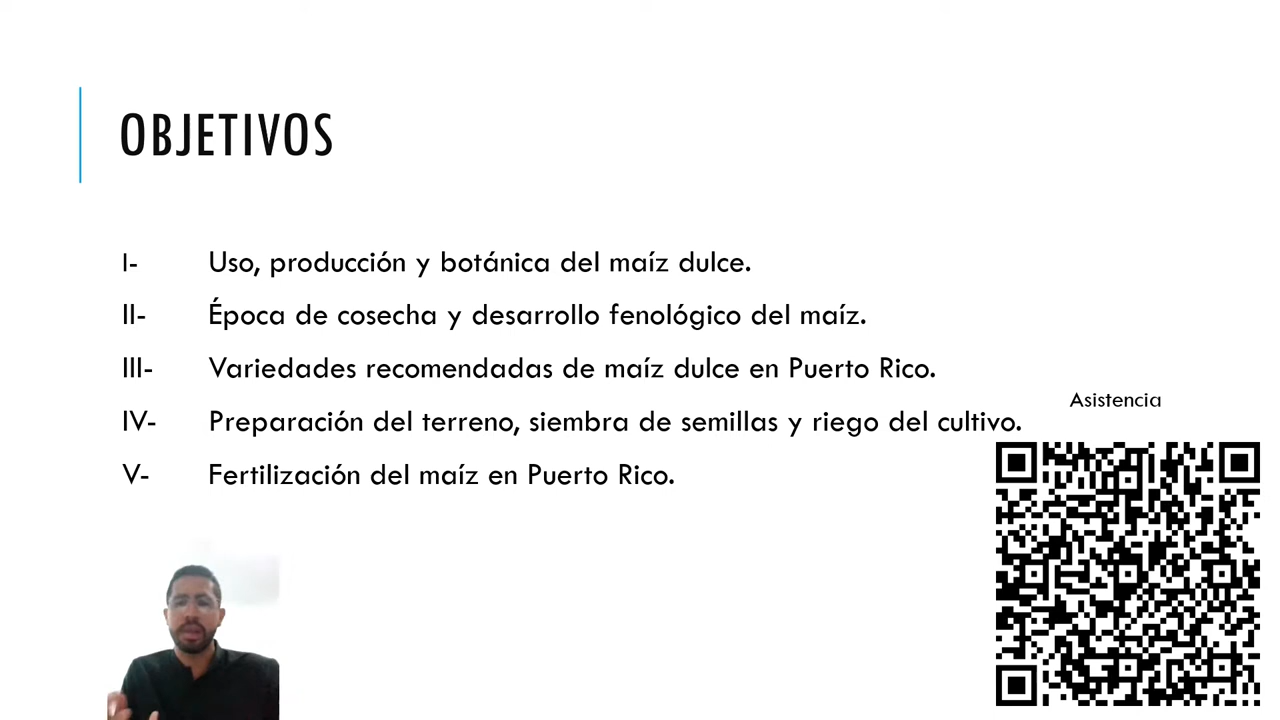 OBJETIVOS
I- Uso, producción y botánica del maíz dulce.
II- Época de cosecha y desarrollo fenológico del maíz.
III- Variedades recomendadas de maíz dulce en Puerto Rico.
IV- Preparación del terreno, siembra de semillas y riego del cultivo.
V- Fertilización del maíz en Puerto Rico.
Asistencia